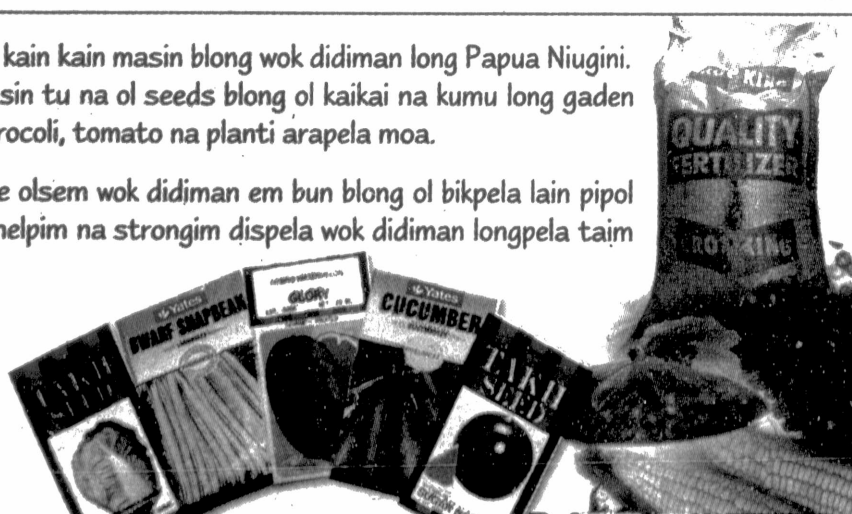 kain kain masin blong wok didiman long Papua Niugini.
sin tu na ol seeds blong ol kaikai na kumu long gaden
rocoli, tomato na planti arapela moa.
e olsem wok didiman em bun blong ol bikpela lain pipol
helpim na strongim dispela wok didiman longpela taim
KING
QUALITY
FERTILIZER
KING
Yates
DWARF SNAPBEAN
GLORY
Yates
CUCUMBER
TAKII
SEED
TAKII
SEED